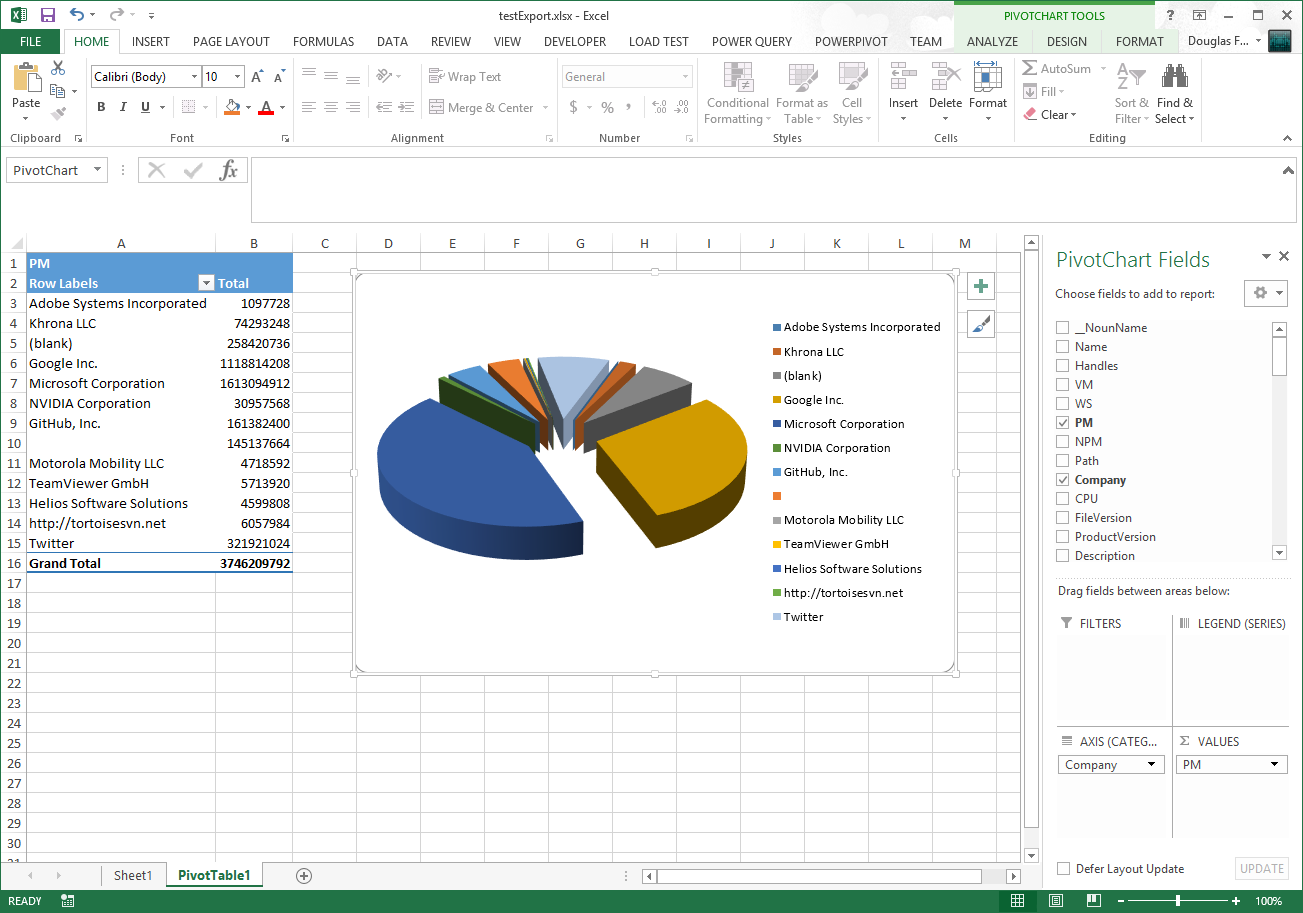 testExport.xlsx - Excel
PIVOTCHART TOOLS
?
FILE HOME INSERT PAGE LAYOUT FORMULAS DATA REVIEW VIEW DEVELOPER LOAD TEST POWER QUERY POWERPIVOT TEAM ANALYZE DESIGN FORMAT Douglas F...
Paste
Clipboard
Calibri (Body) 10 A A
B I U A
Font
Wrap Text
Merge & Center
Alignment
General
$ % ,
Number
Conditional Formatting
Format as Table
Cell Styles
Styles
Insert Delete Format
Cells
AutoSum
Fill
Clear
Sort & Filter
Find & Select
Editing
PivotChart fx
A B C D E F G H I J K L M
1 PM
2 Row Labels Total
3 Adobe Systems Incorporated 1097728
4 Khrona LLC 74293248
5 (blank) 258420736
6 Google Inc. 1118814208
7 Microsoft Corporation 1613094912
8 NVIDIA Corporation 30957568
9 GitHub, Inc. 161382400
10 145137664
11 Motorola Mobility LLC 4718592
12 TeamViewer GmbH 5713920
13 Helios Software Solutions 4599808
14 http://tortoisesvn.net 6057984
15 Twitter 321921024
16 Grand Total 3746209792
17
18
19
20
21
22
23
24
25
26
27
28
29
30
31
Adobe Systems Incorporated
Khrona LLC
(blank)
Google Inc.
Microsoft Corporation
NVIDIA Corporation
GitHub, Inc.
Motorola Mobility LLC
TeamViewer GmbH
Helios Software Solutions
http://tortoisesvn.net
Twitter
PivotChart Fields
Choose fields to add to report:
__NounName
Name
Handles
VM
WS
PM
NPM
Path
Company
CPU
FileVersion
ProductVersion
Description
Drag fields between areas below:
FILTERS
LEGEND (SERIES)
AXIS (CATEG...
Company
Σ VALUES
PM
Defer Layout Update UPDATE
Sheet1 PivotTable1
READY 100%